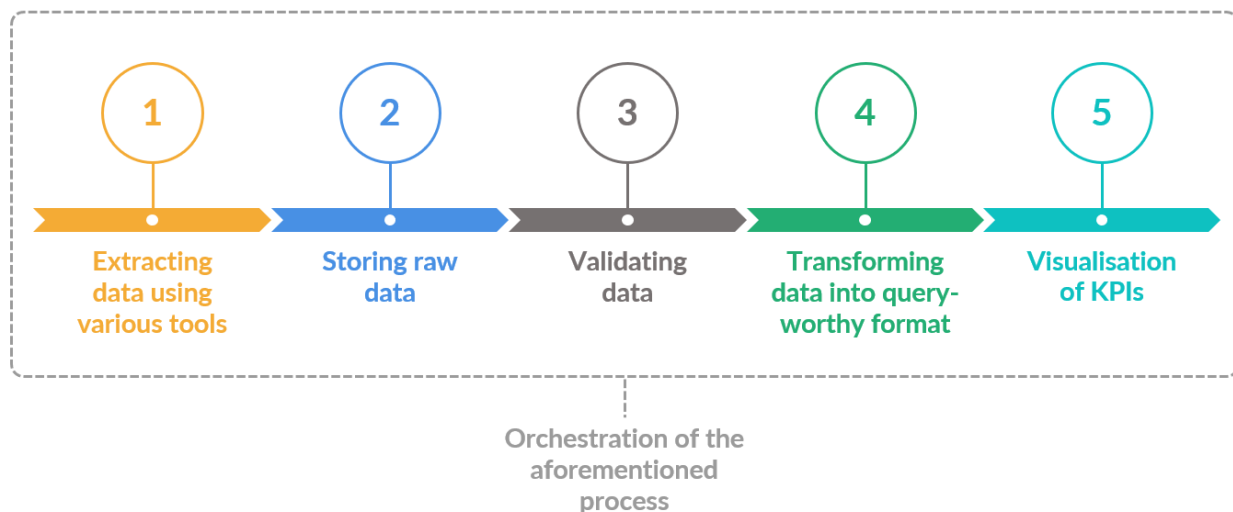 1
2
3
4
5
Extracting
data using
various tools
Storing raw
data
Validating
data
Transforming
data into query-
worthy format
Visualisation
of KPIs
Orchestration of the
aforementioned
process